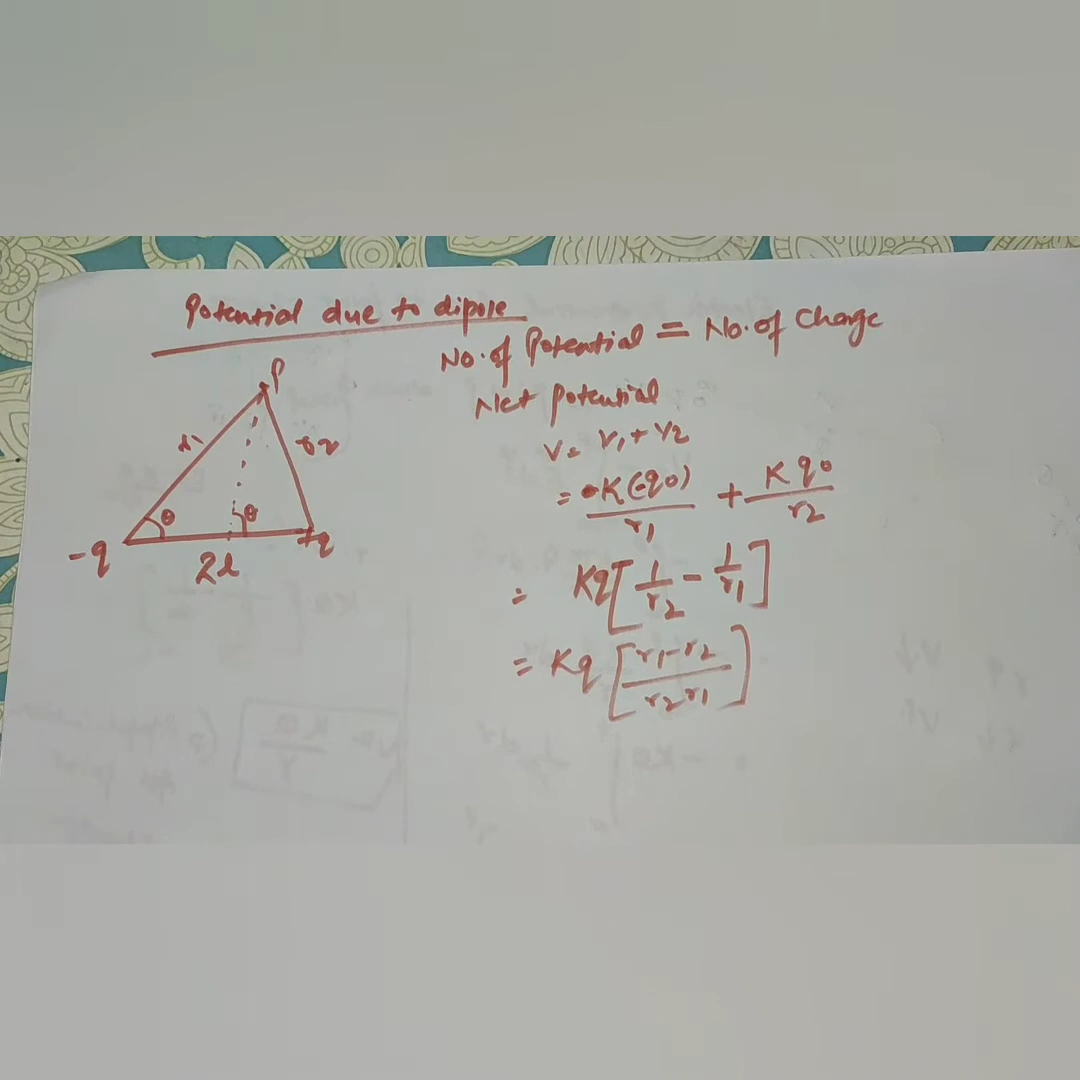 Potential due to dipole
No. of Potential = No. of Charge
Net potential
V = V1 + V2
= K(-q0)/r1 + Kq0/r2
= Kq[1/r2 - 1/r1]
= Kq[r1-r2/r2r1]
P
r1
r2
θ
θ
-q
2l
+q